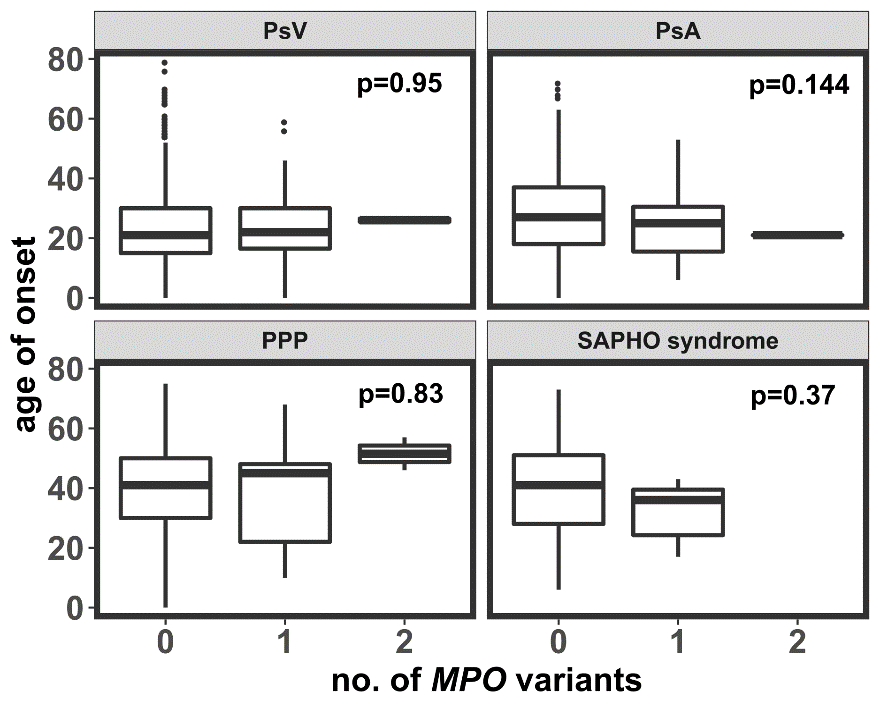 PsV
PsA
80
60
40
20
0
p=0.95
p=0.144
PPP
SAPHO syndrome
80
60
40
20
0
p=0.83
p=0.37
age of onset
0 1 2
0 1 2
no. of MPO variants